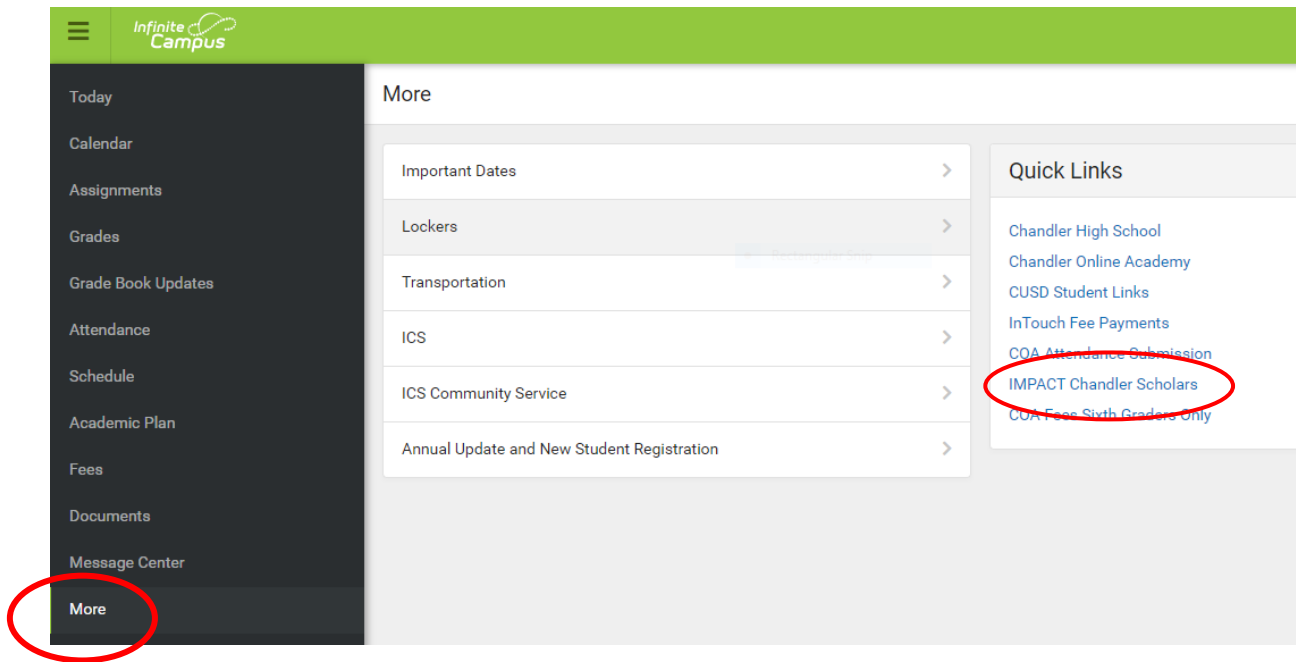 Infinite
Campus
Today
Calendar
Assignments
Grades
Grade Book Updates
Attendance
Schedule
Academic Plan
Fees
Documents
Message Center
More
More
Important Dates
Lockers
Rectangular Snip
Transportation
ICS
ICS Community Service
Annual Update and New Student Registration
Quick Links
Chandler High School
Chandler Online Academy
CUSD Student Links
InTouch Fee Payments
COA Attendance Submission
IMPACT Chandler Scholars
COA Fees Sixth Graders Only